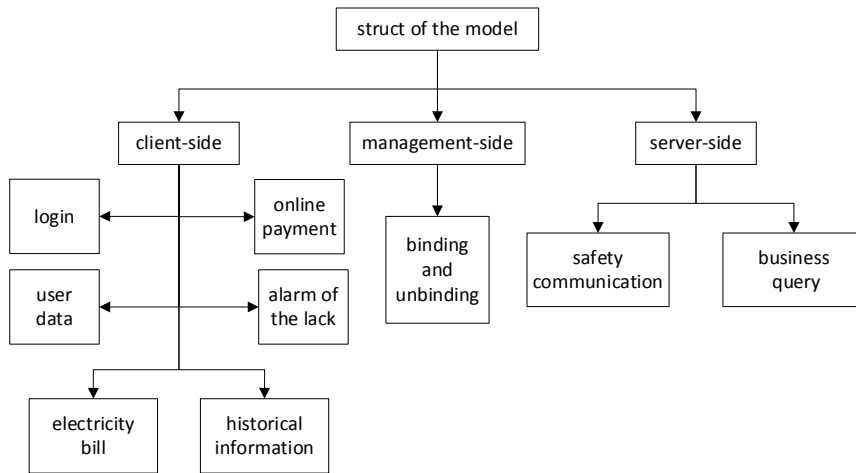 struct of the model
client-side
management-side
server-side
login
online
payment
binding
and
unbinding
safety
communication
business
query
user
data
alarm of
the lack
electricity
bill
historical
information